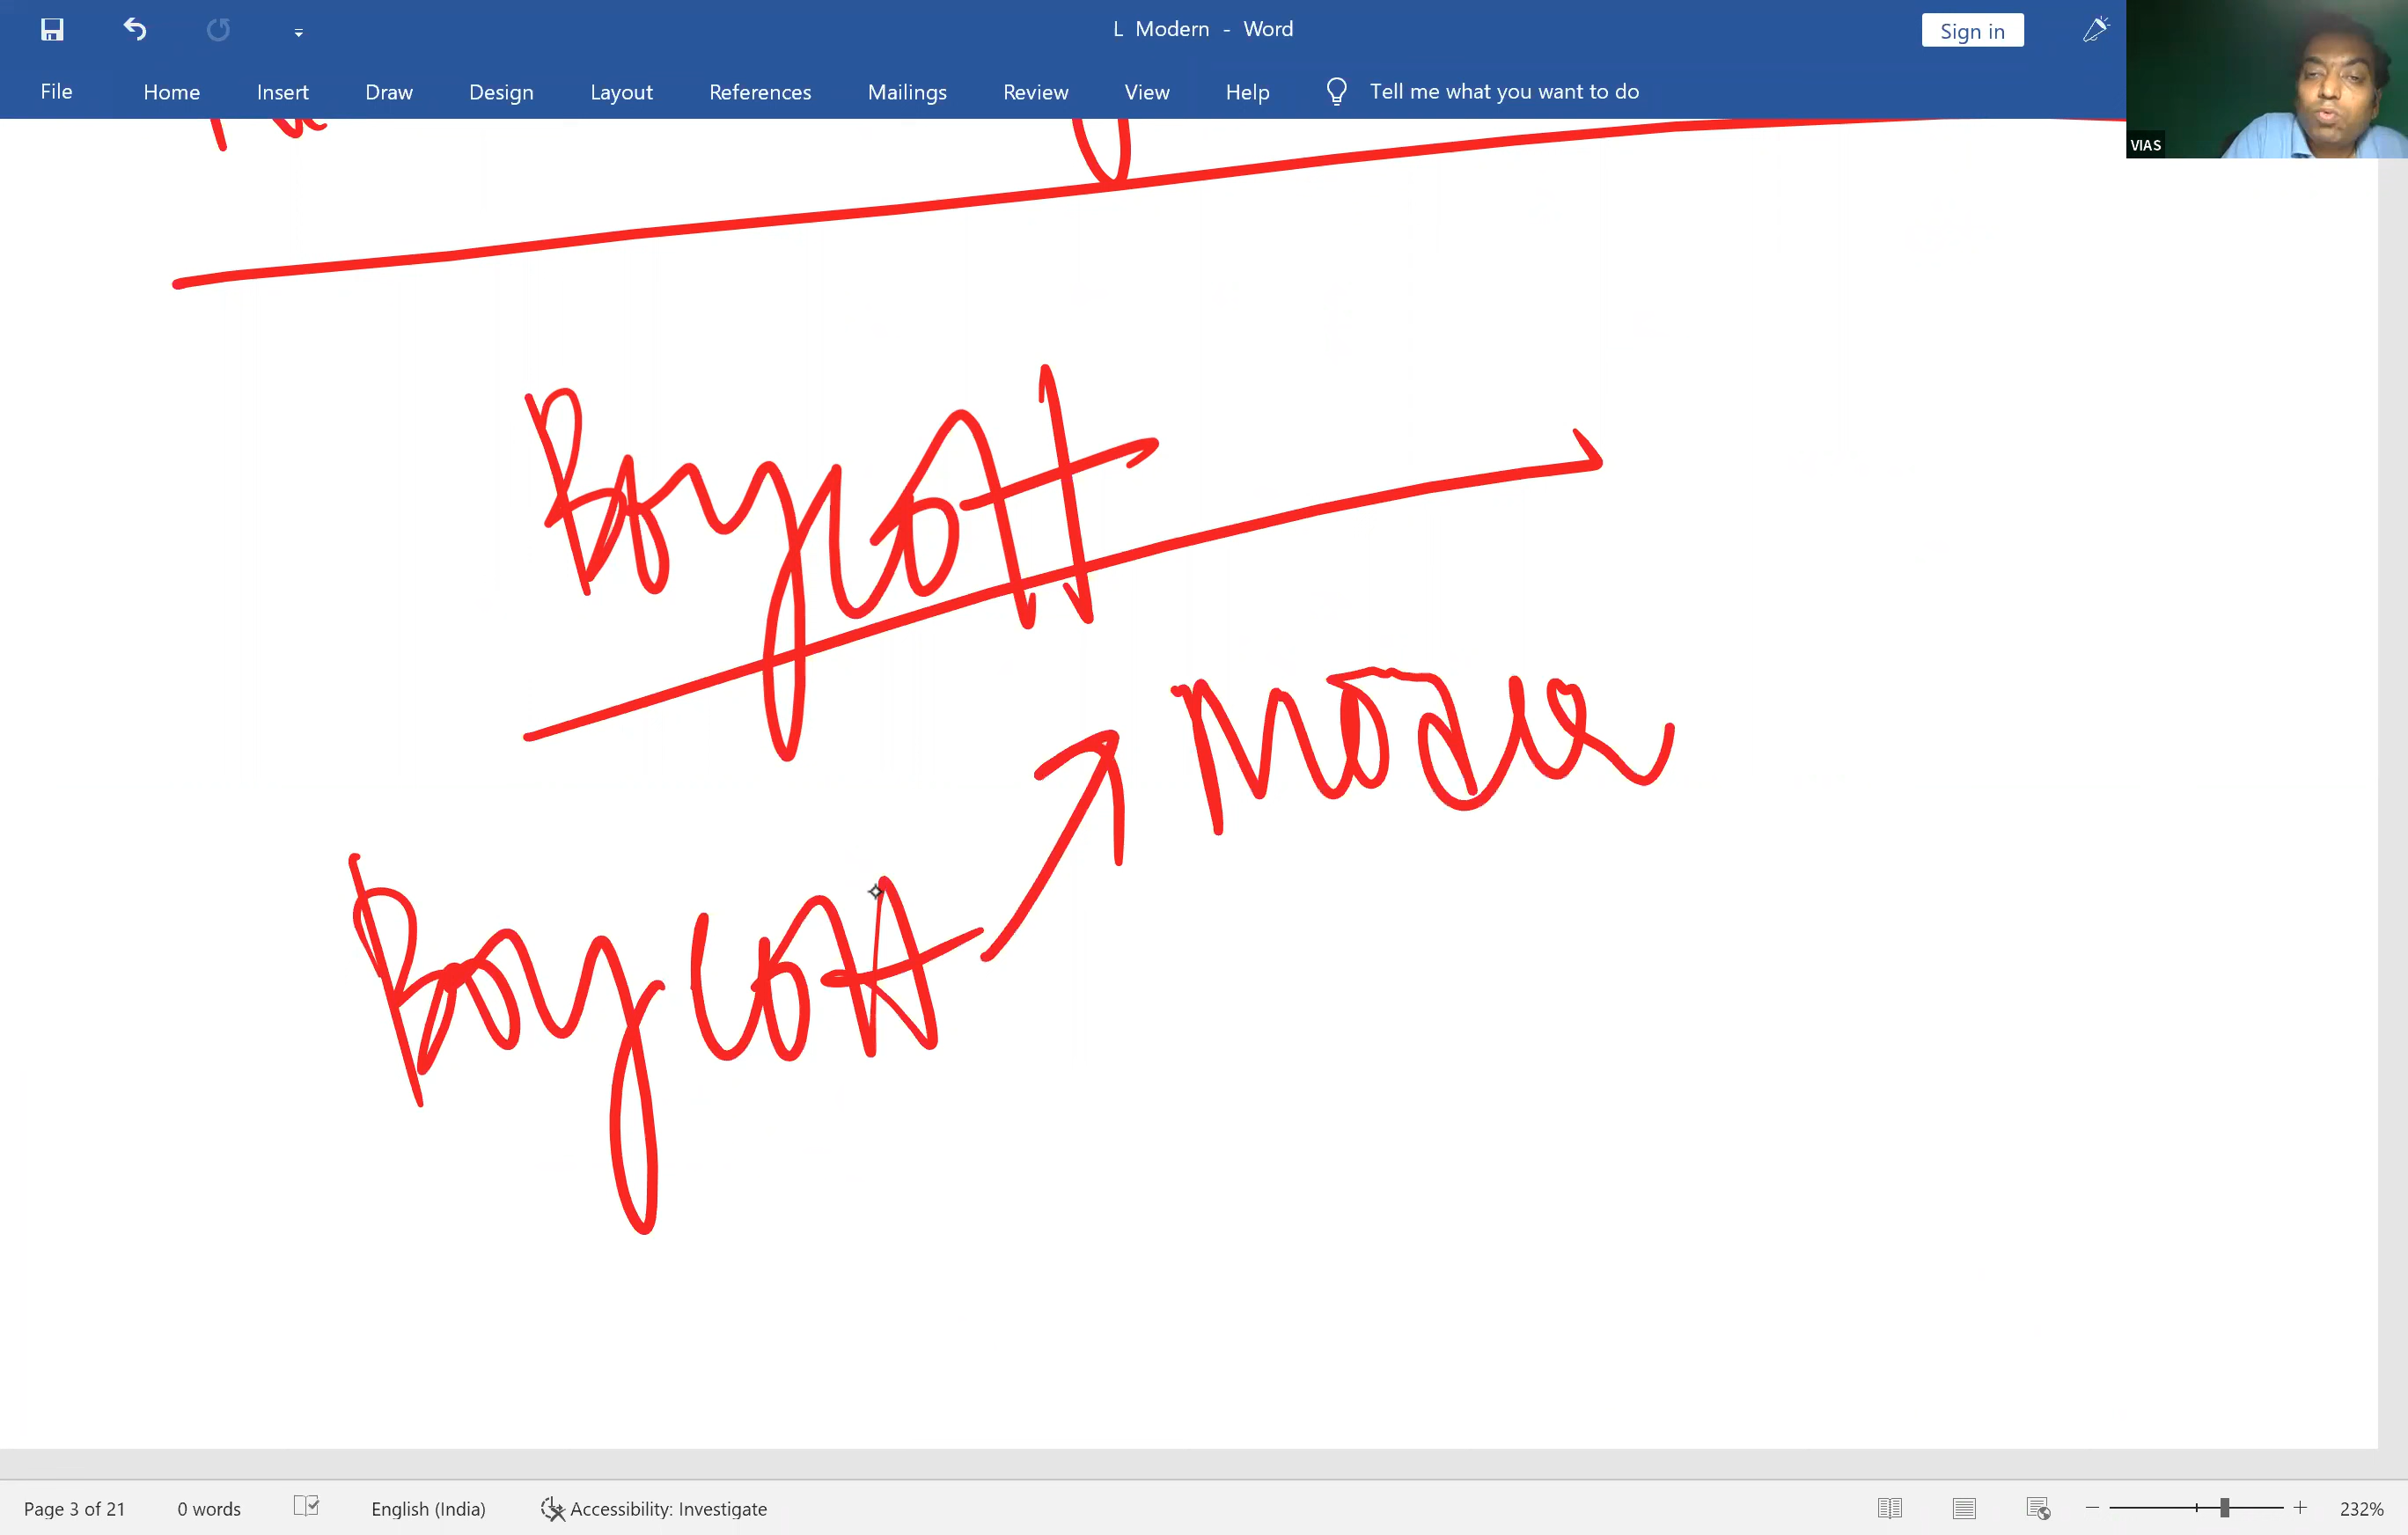 L Modern - Word
Sign in
File Home Insert Draw Design Layout References Mailings Review View Help Tell me what you want to do
VIAS
Boycott
Boycott
Page 3 of 21 0 words English (India) Accessibility: Investigate 232%